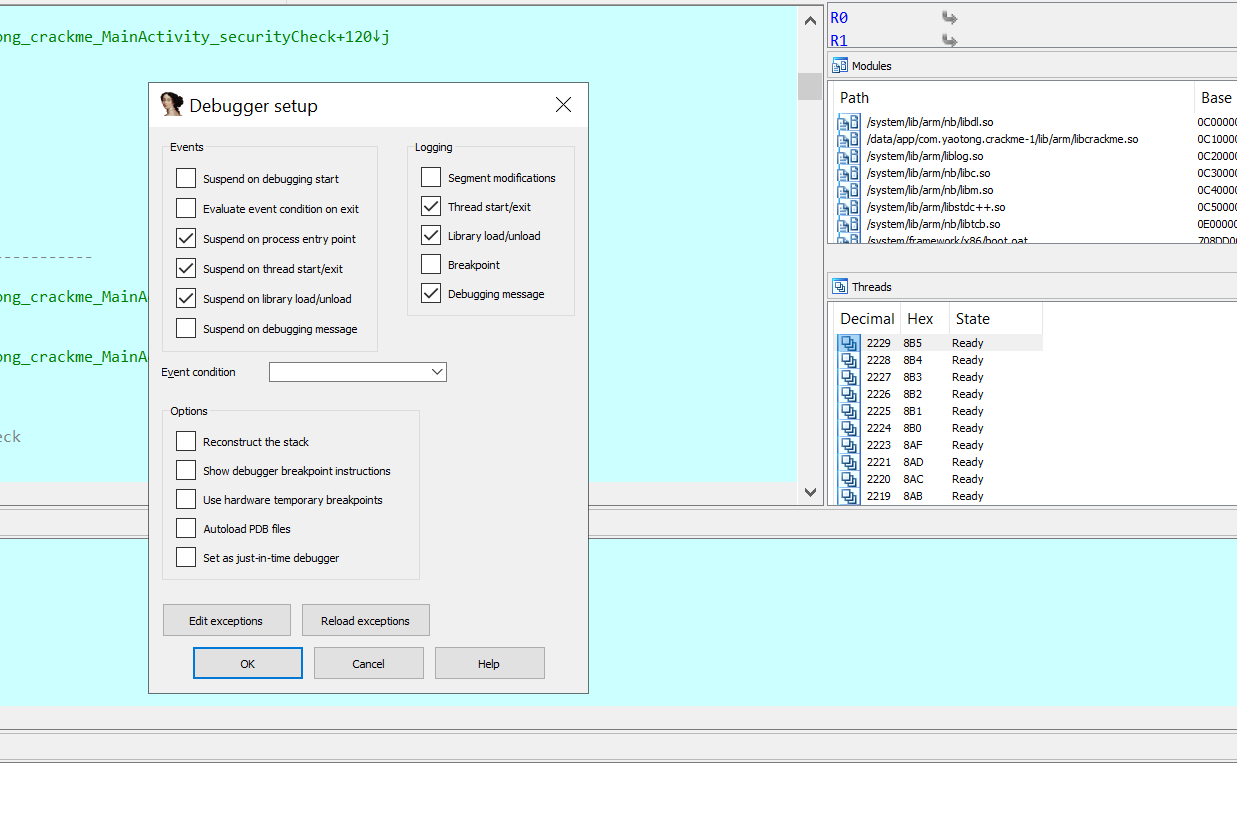 ong_crackme_MainActivity_securityCheck+120↓j
------------
ong_crackme_MainA
ong_crackme_MainA
eck
Debugger setup
Events
Suspend on debugging start
Evaluate event condition on exit
Suspend on process entry point
Suspend on thread start/exit
Suspend on library load/unload
Suspend on debugging message
Logging
Segment modifications
Thread start/exit
Library load/unload
Breakpoint
Debugging message
Event condition
Options
Reconstruct the stack
Show debugger breakpoint instructions
Use hardware temporary breakpoints
Autoload PDB files
Set as just-in-time debugger
Edit exceptions
Reload exceptions
OK
Cancel
Help
R0
R1
Modules
Path Base
/system/lib/arm/nb/libdl.so 0C0000
/data/app/com.yaotong.crackme-1/lib/arm/libcrackme.so 0C1000
/system/lib/arm/liblog.so 0C2000
/system/lib/arm/nb/libc.so 0C3000
/system/lib/arm/nb/libm.so 0C4000
/system/lib/arm/libstdc++.so 0C5000
/system/lib/arm/nb/libtcb.so 0E0000
/system/framework/x86/boot.oat 708DD0
Threads
Decimal Hex State
2229 8B5 Ready
2228 8B4 Ready
2227 8B3 Ready
2226 8B2 Ready
2225 8B1 Ready
2224 8B0 Ready
2223 8AF Ready
2221 8AD Ready
2220 8AC Ready
2219 8AB Ready